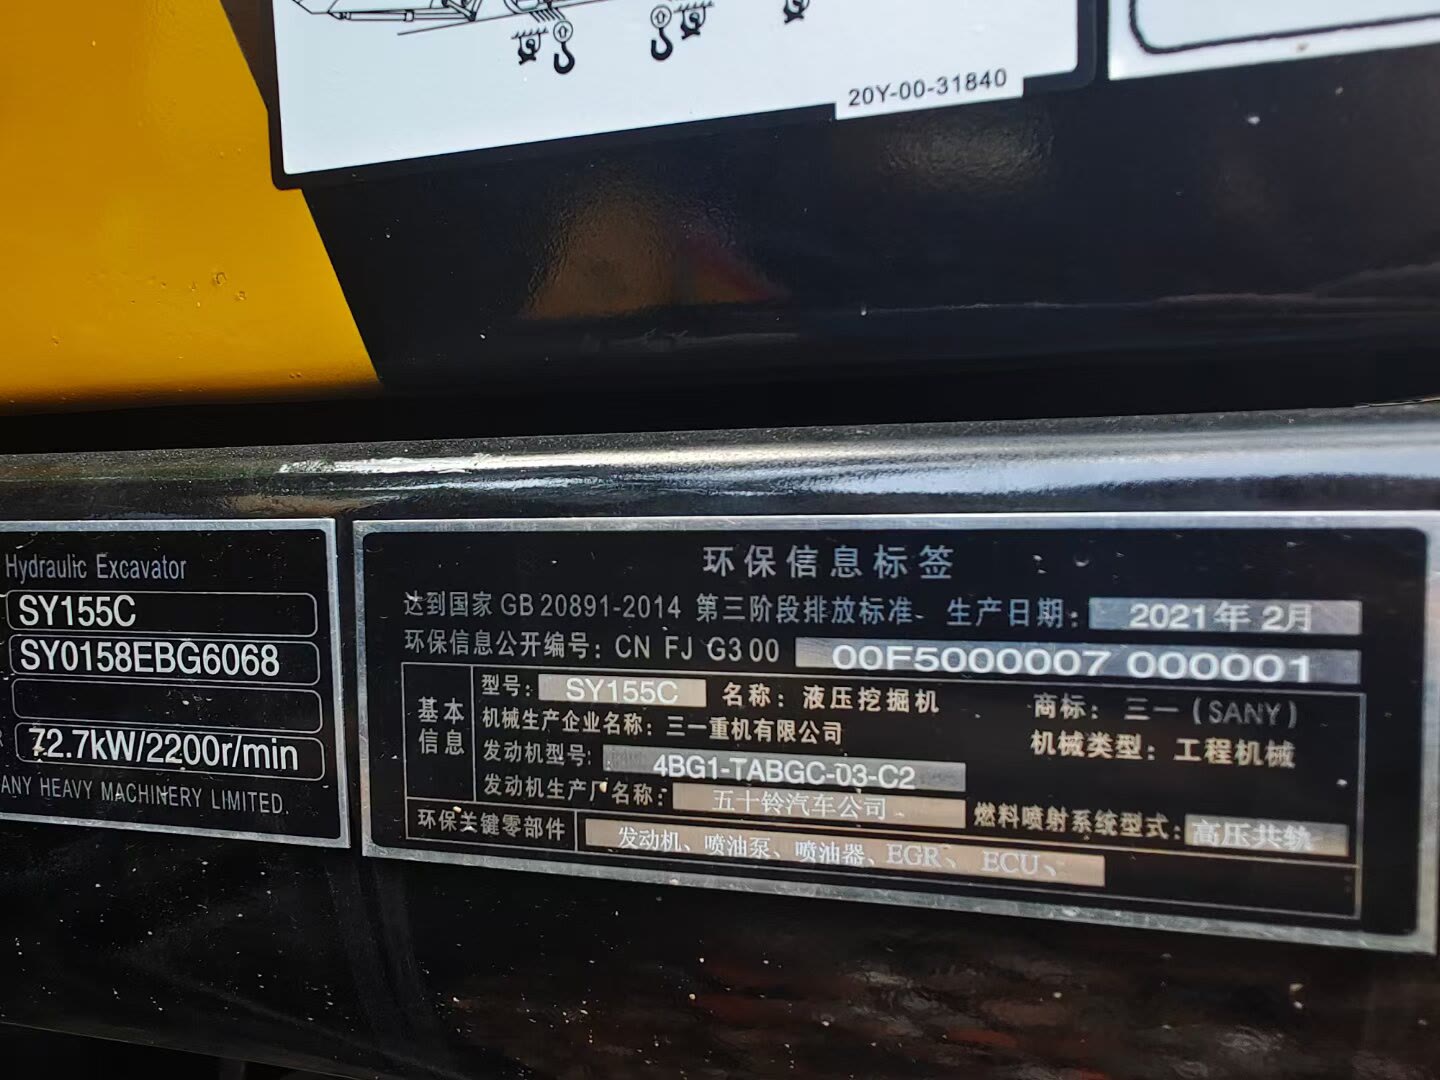 20Y-00-31840
Hydraulic Excavator
SY155C
SY0158EBG6068
72.7kW/2200r/min
ANY HEAVY MACHINERY LIMITED.
环保信息标签
达到国家 GB 20891-2014 第三阶段排放标准、生产日期: 2021年 2月
环保信息公开编号: CN FJ G3 00 00F5000007 000001
基本信息
型号: SY155C 名称: 液压挖掘机 商标: 三一 (SANY)
机械生产企业名称: 三一重机有限公司 机械类型: 工程机械
发动机型号: 4BG1-TABGC-03-C2
发动机生产厂名称: 五十铃汽车公司 燃料喷射系统型式: 高压共轨
环保关键零部件 发动机、喷油泵、喷油器、EGR、 ECU、